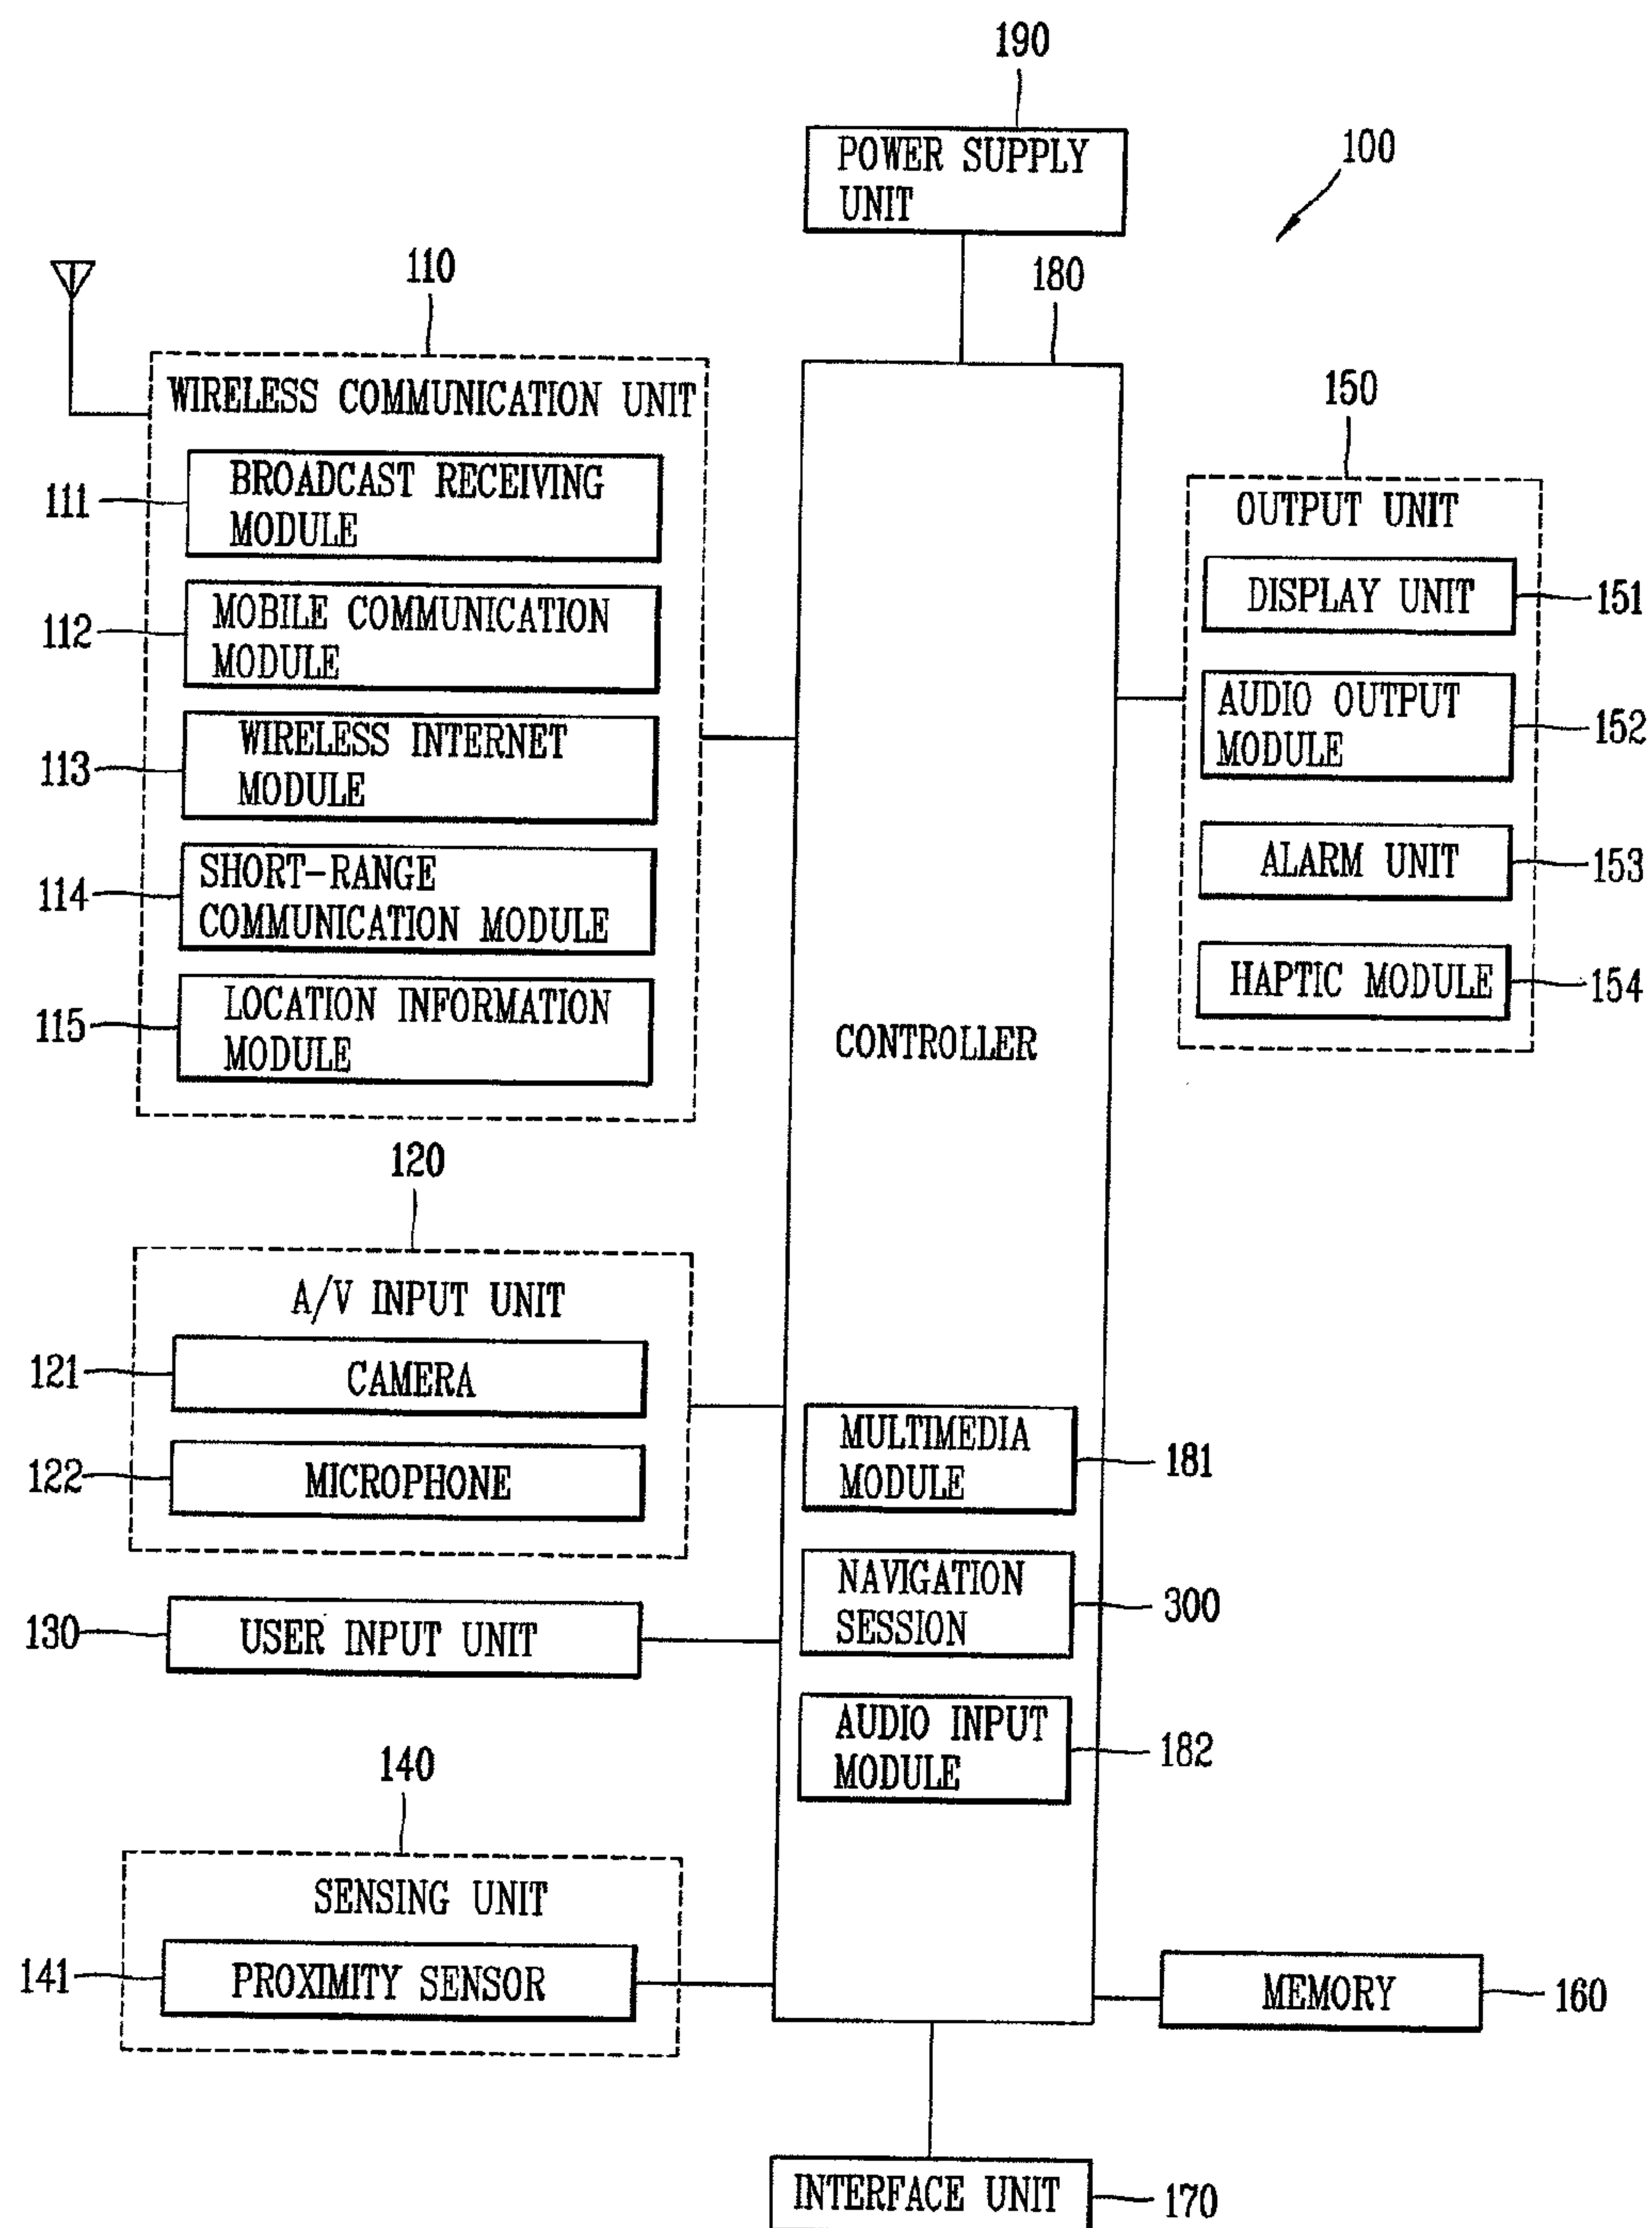 190
POWER SUPPLY
UNIT
100
110
180
WIRELESS COMMUNICATION UNIT
111
BROADCAST RECEIVING
MODULE
112
MOBILE COMMUNICATION
MODULE
113
WIRELESS INTERNET
MODULE
114
SHORT-RANGE
COMMUNICATION MODULE
115
LOCATION INFORMATION
MODULE
150
OUTPUT UNIT
DISPLAY UNIT
151
AUDIO OUTPUT
MODULE
152
ALARM UNIT
153
HAPTIC MODULE
154
CONTROLLER
120
A/V INPUT UNIT
121
CAMERA
122
MICROPHONE
130
USER INPUT UNIT
MULTIMEDIA
MODULE
181
NAVIGATION
SESSION
300
AUDIO INPUT
MODULE
182
140
SENSING UNIT
141
PROXIMITY SENSOR
MEMORY
160
INTERFACE UNIT
170